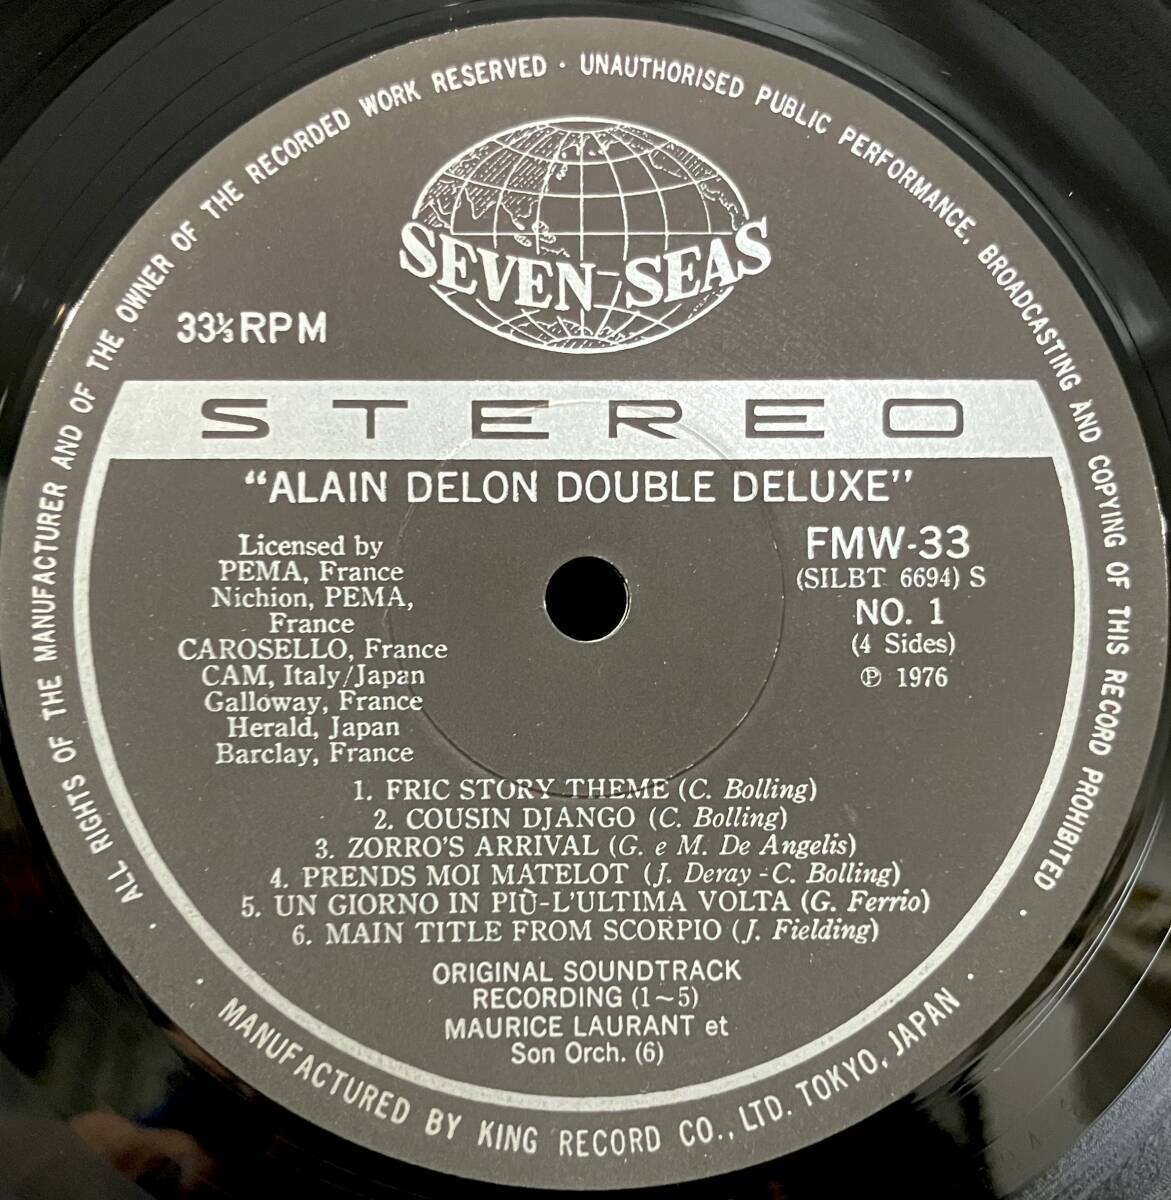 ALL RIGHTS OF THE MANUFACTURER AND OF THE OWNER OF THE RECORDED WORK RESERVED · UNAUTHORISED PUBLIC PERFORMANCE, BROADCASTING AND COPYING OF THIS RECORD PROHIBITED ·
SEVEN-SEAS
33⅓RPM
STEREO
"ALAIN DELON DOUBLE DELUXE"
Licensed by
PEMA, France
Nichion, PEMA,
France
CAROSELLO, France
CAM, Italy/Japan
Galloway, France
Herald, Japan
Barclay, France
FMW-33
(SILBT 6694) S
NO. 1
(4 Sides)
℗ 1976
1. FRIC STORY THEME (C. Bolling)
2. COUSIN DJANGO (C. Bolling)
3. ZORRO'S ARRIVAL (G. e M. De Angelis)
4. PRENDS MOI MATELOT (J. Deray-C. Bolling)
5. UN GIORNO IN PIÙ-L'ULTIMA VOLTA (G. Ferrio)
6. MAIN TITLE FROM SCORPIO (J. Fielding)
ORIGINAL SOUNDTRACK
RECORDING (1~5)
MAURICE LAURANT et
Son Orch. (6)
· MANUFACTURED BY KING RECORD CO., LTD. TOKYO, JAPAN ·